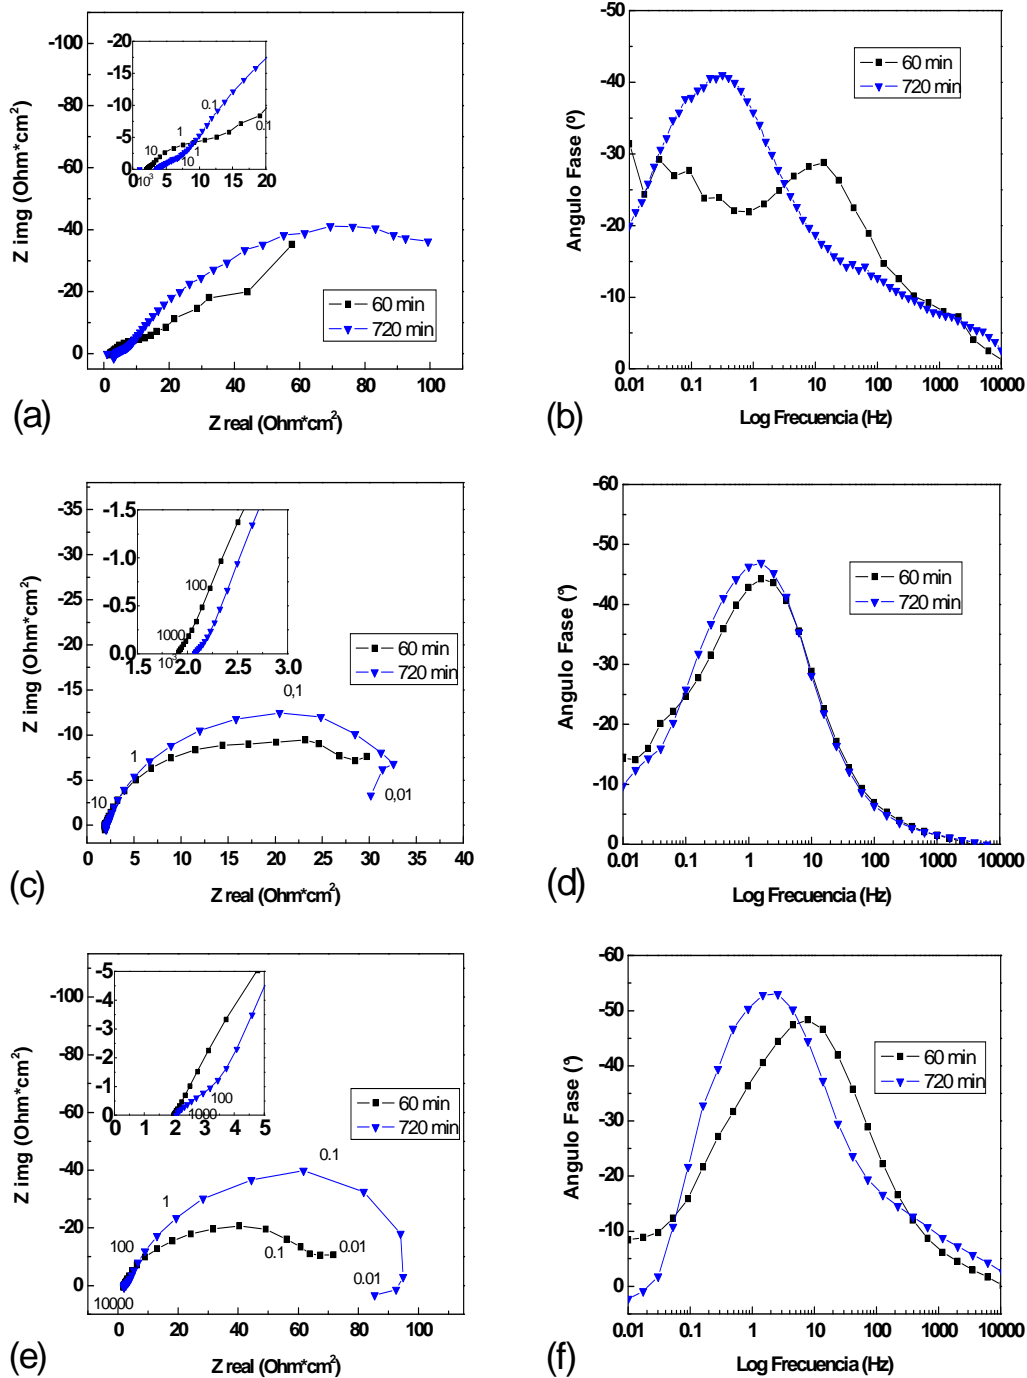 -100
-80
-60
-40
-20
0
Z img (Ohm*cm²)
-20
-15
-10
-5
0
0 5 10 15 20
10³
10
1
0.1
10
1
0.1
60 min
720 min
0 20 40 60 80 100
Z real (Ohm*cm²)
(a)
-50
-40
-30
-20
-10
0
Angulo Fase (º)
60 min
720 min
0.01 0.1 1 10 100 1000 10000
Log Frecuencia (Hz)
(b)
-35
-30
-25
-20
-15
-10
-5
0
Z img (Ohm*cm²)
-1.5
-1.0
-0.5
0.0
1.5 2.0 2.5 3.0
100
1000
10³
60 min
720 min
0,1
1
10
0,01
0 5 10 15 20 25 30 35 40
Z real (Ohm*cm²)
(c)
-60
-50
-40
-30
-20
-10
0
Angulo Fase (º)
60 min
720 min
0.01 0.1 1 10 100 1000 10000
Log Frecuencia (Hz)
(d)
-100
-80
-60
-40
-20
0
Z img (Ohm*cm²)
-5
-4
-3
-2
-1
0
0 1 2 3 4 5
100
1000
60 min
720 min
0.1
1
100
0.1
0.01
0.01
10000
0 20 40 60 80 100
Z real (Ohm*cm²)
(e)
-60
-50
-40
-30
-20
-10
0
Angulo Fase (º)
60 min
720 min
0.01 0.1 1 10 100 1000 10000
Log Frecuencia (Hz)
(f)